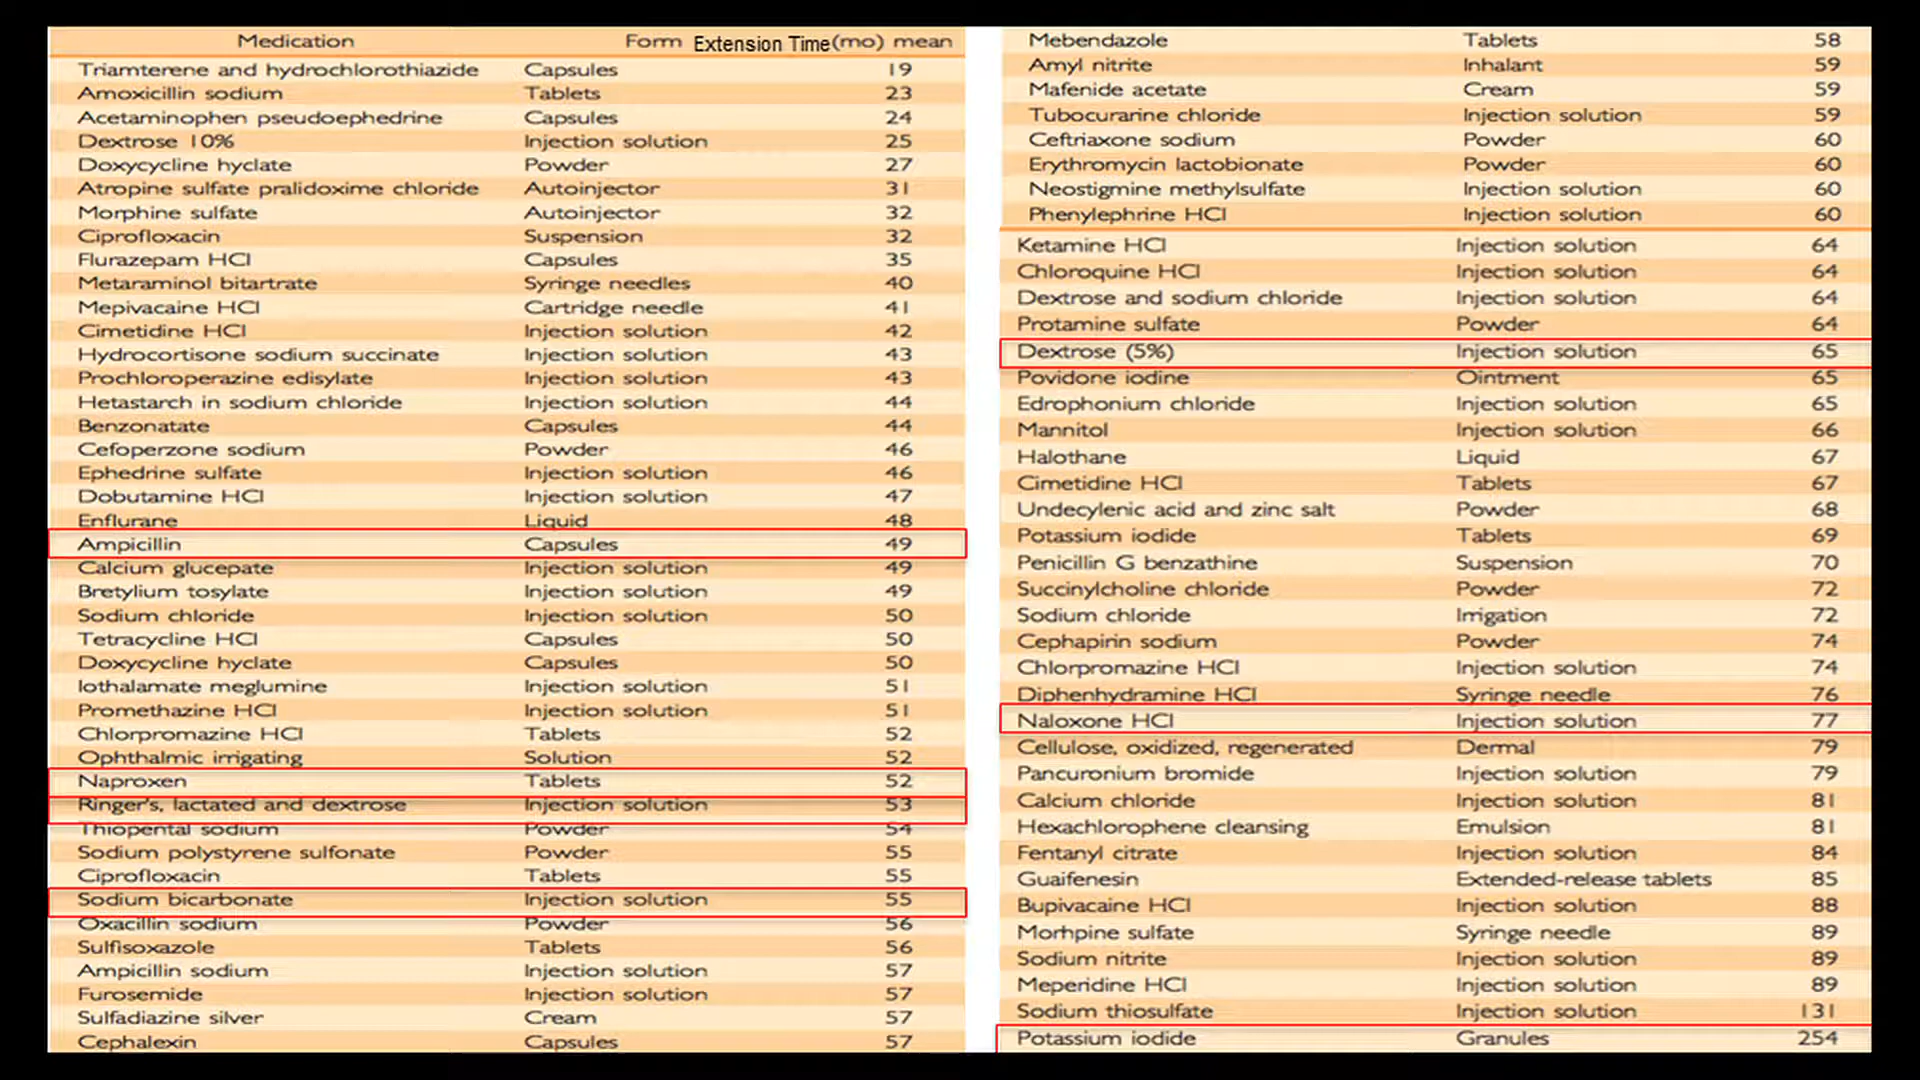 Medication Form Extension Time(mo) mean
Triamterene and hydrochlorothiazide Capsules 19
Amoxicillin sodium Tablets 23
Acetaminophen pseudoephedrine Capsules 24
Dextrose 10% Injection solution 25
Doxycycline hyclate Powder 27
Atropine sulfate pralidoxime chloride Autoinjector 31
Morphine sulfate Autoinjector 32
Ciprofloxacin Suspension 32
Flurazepam HCl Capsules 35
Metaraminol bitartrate Syringe needles 40
Mepivacaine HCl Cartridge needle 41
Cimetidine HCl Injection solution 42
Hydrocortisone sodium succinate Injection solution 43
Prochloroperazine edisylate Injection solution 43
Hetastarch in sodium chloride Injection solution 44
Benzonatate Capsules 44
Cefoperzone sodium Powder 46
Ephedrine sulfate Injection solution 46
Dobutamine HCl Injection solution 47
Enflurane Liquid 48
Ampicillin Capsules 49
Calcium glucepate Injection solution 49
Bretylium tosylate Injection solution 49
Sodium chloride Injection solution 50
Tetracycline HCl Capsules 50
Doxycycline hyclate Capsules 50
Iothalamate meglumine Injection solution 51
Promethazine HCl Injection solution 51
Chlorpromazine HCl Tablets 52
Ophthalmic irrigating Solution 52
Naproxen Tablets 52
Ringer's, lactated and dextrose Injection solution 53
Thiopental sodium Powder 54
Sodium polystyrene sulfonate Powder 55
Ciprofloxacin Tablets 55
Sodium bicarbonate Injection solution 55
Oxacillin sodium Powder 56
Sulfisoxazole Tablets 56
Ampicillin sodium Injection solution 57
Furosemide Injection solution 57
Sulfadiazine silver Cream 57
Cephalexin Capsules 57
Mebendazole Tablets 58
Amyl nitrite Inhalant 59
Mafenide acetate Cream 59
Tubocurarine chloride Injection solution 59
Ceftriaxone sodium Powder 60
Erythromycin lactobionate Powder 60
Neostigmine methylsulfate Injection solution 60
Phenylephrine HCl Injection solution 60
Ketamine HCl Injection solution 64
Chloroquine HCl Injection solution 64
Dextrose and sodium chloride Injection solution 64
Protamine sulfate Powder 64
Dextrose (5%) Injection solution 65
Povidone iodine Ointment 65
Edrophonium chloride Injection solution 65
Mannitol Injection solution 66
Halothane Liquid 67
Cimetidine HCl Tablets 67
Undecylenic acid and zinc salt Powder 68
Potassium iodide Tablets 69
Penicillin G benzathine Suspension 70
Succinylcholine chloride Powder 72
Sodium chloride Irrigation 72
Cephapirin sodium Powder 74
Chlorpromazine HCl Injection solution 74
Diphenhydramine HCl Syringe needle 76
Naloxone HCl Injection solution 77
Cellulose, oxidized, regenerated Dermal 79
Pancuronium bromide Injection solution 79
Calcium chloride Injection solution 81
Hexachlorophene cleansing Emulsion 81
Fentanyl citrate Injection solution 84
Guaifenesin Extended-release tablets 85
Bupivacaine HCl Injection solution 88
Morhpine sulfate Syringe needle 89
Sodium nitrite Injection solution 89
Meperidine HCl Injection solution 89
Sodium thiosulfate Injection solution 131
Potassium iodide Granules 254